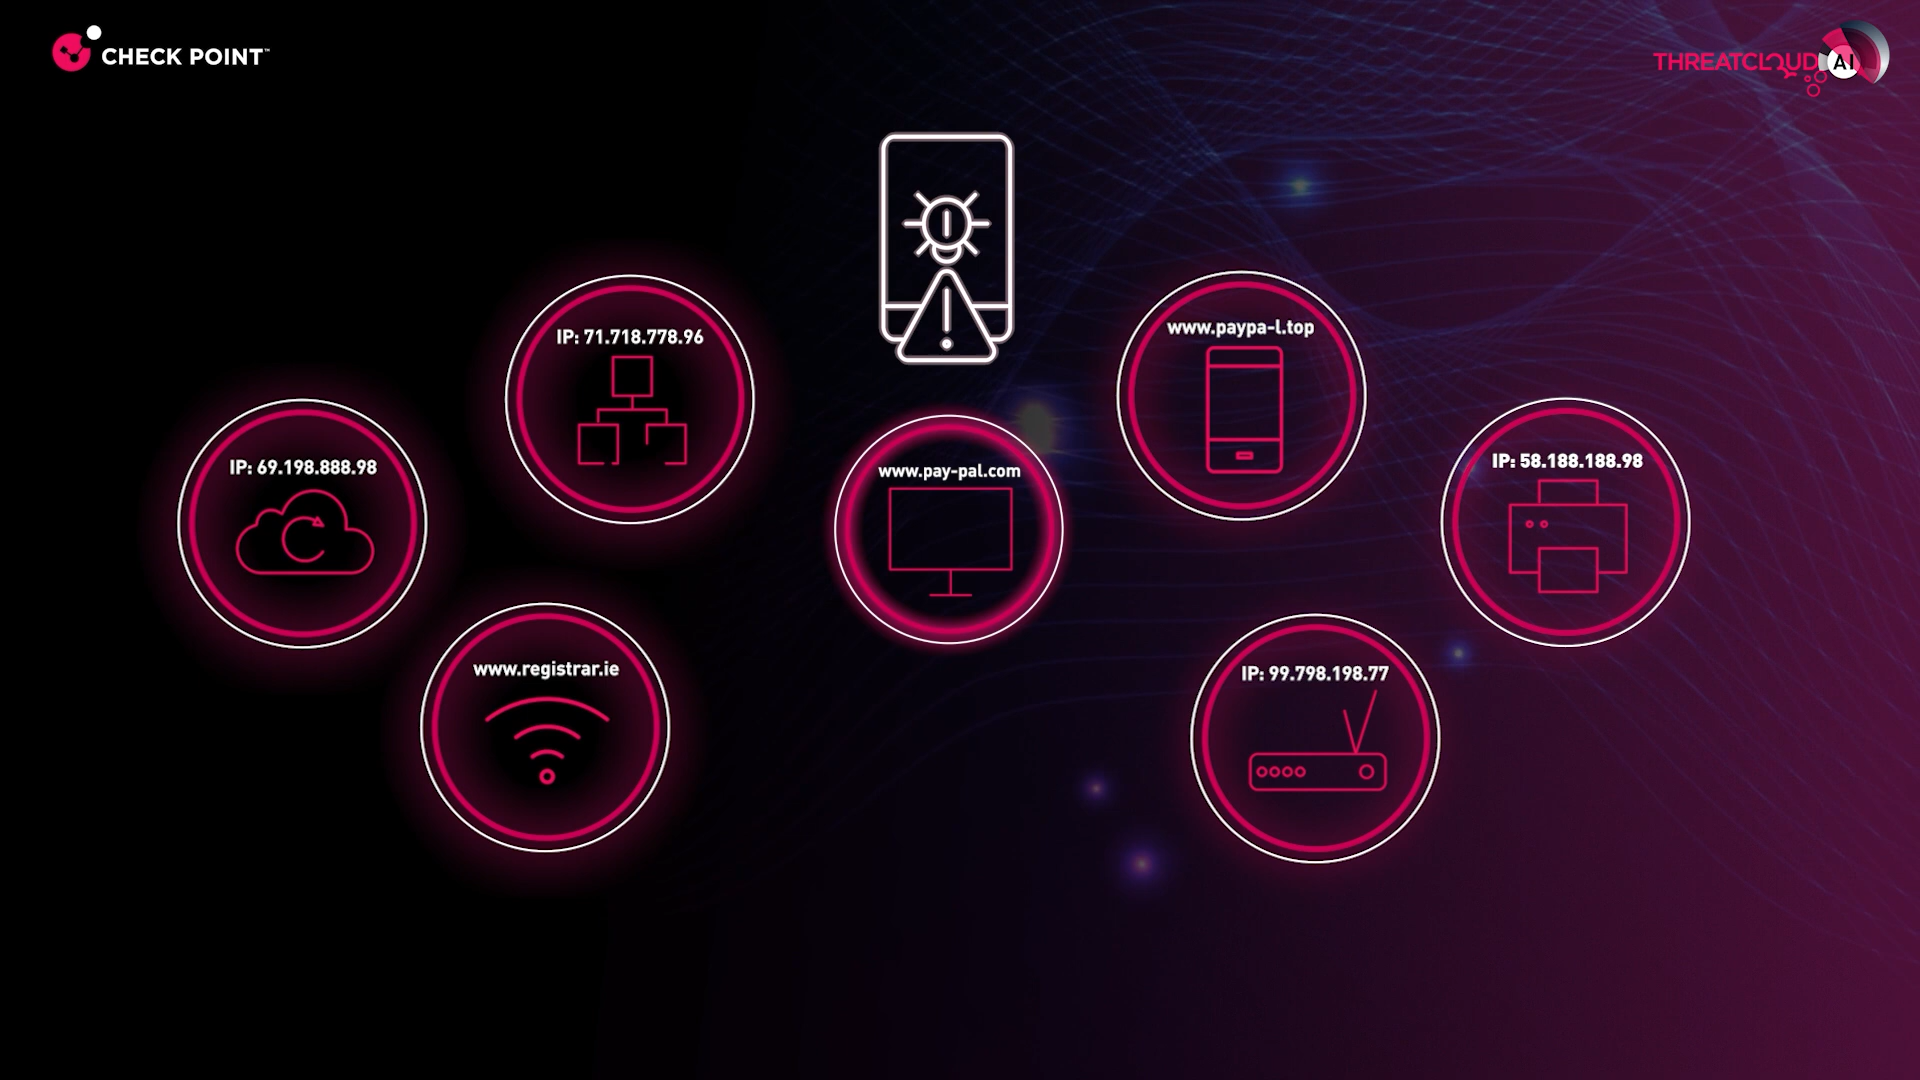 CHECK POINT™
THREATCLOUD AI
IP: 71.718.778.96
www.paypa-l.top
IP: 69.198.888.98
www.pay-pal.com
IP: 58.188.188.98
www.registrar.ie
IP: 99.798.198.77